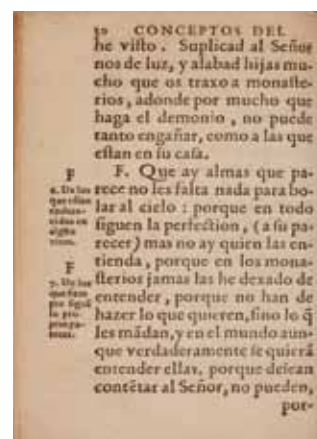 30 CONCEPTOS DEL
he visto. Suplicad al Señor
nos de luz, y alabad hijas mu-
cho que os traxo a monaste-
rios, adonde por mucho que
haga el demonio, no puede
tanto engañar, como a las que
estan en su casa.
F
F. Que ay almas que pa-
rece no les falta nada para bo-
lar al cielo: porque en todo
siguen la perfection, (a su pa-
recer) mas no ay quien las en-
tienda, porque en los mona-
sterios jamas las he dexado de
entender, porque no han de
hazer lo que quieren, sino lo q̃
les mãdan, y en el mundo aun-
que verdaderamente se quierã
entender ellas, porque desean
contẽtar al Señor, no pueden,
por-
que estan
F